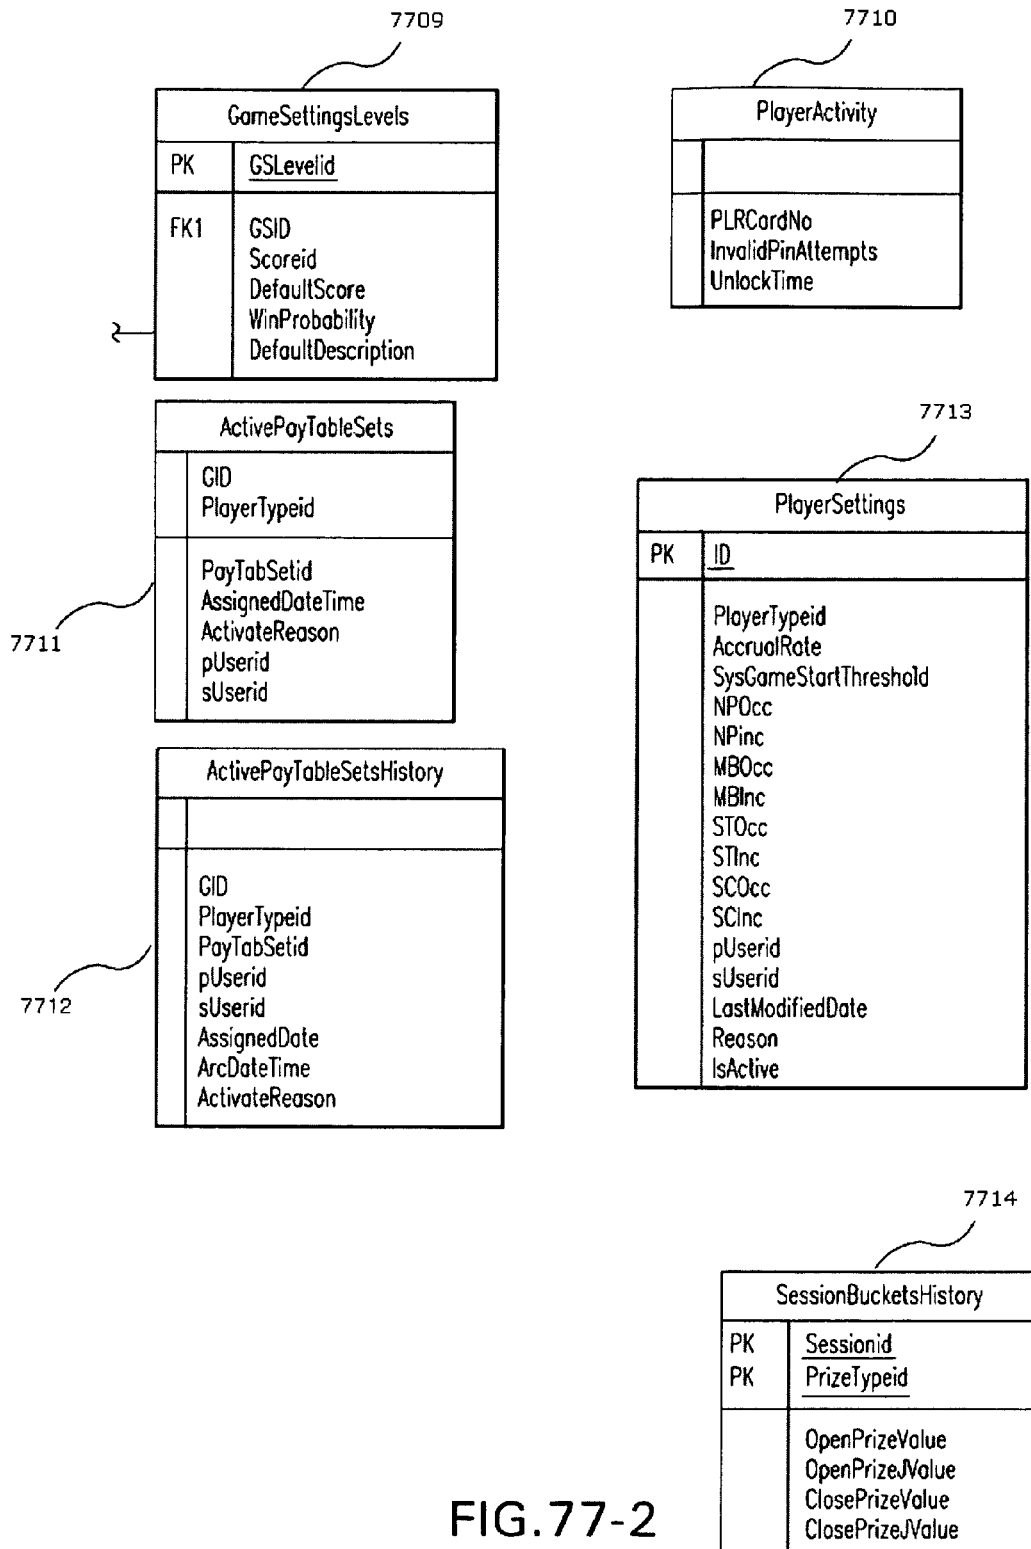 7709
GameSettingsLevels
PK GSLevelid
FK1 GSID
Scoreid
DefaultScore
WinProbability
DefaultDescription
7710
PlayerActivity
PLRCardNo
InvalidPinAttempts
UnlockTime
ActivePayTableSets
GID
PlayerTypeid
PayTabSetid
AssignedDateTime
ActivateReason
pUserid
sUserid
7711
7713
PlayerSettings
PK ID
PlayerTypeid
AccrualRate
SysGameStartThreshold
NPOcc
NPinc
MBOcc
MBInc
STOcc
STInc
SCOcc
SCInc
pUserid
sUserid
LastModifiedDate
Reason
IsActive
ActivePayTableSetsHistory
GID
PlayerTypeid
PayTabSetid
pUserid
sUserid
AssignedDate
ArcDateTime
ActivateReason
7712
7714
SessionBucketsHistory
PK Sessionid
PK PrizeTypeid
OpenPrizeValue
OpenPrizeJValue
ClosePrizeValue
ClosePrizeJValue
FIG.77-2